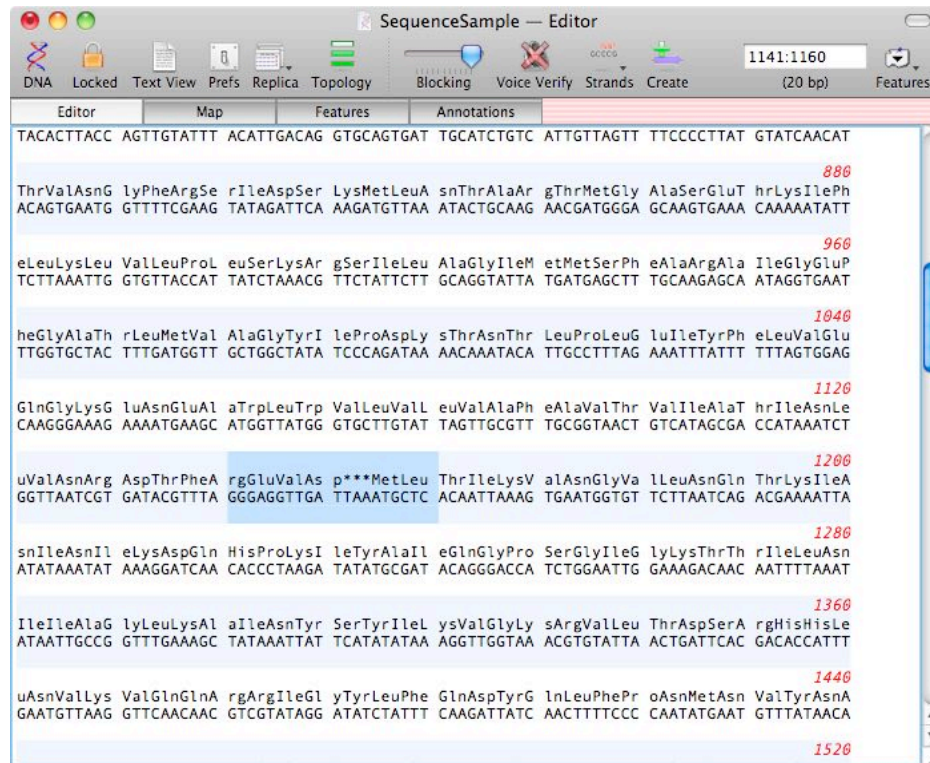 SequenceSample — Editor
1141:1160
DNA Locked Text View Prefs Replica Topology Blocking Voice Verify Strands Create (20 bp) Features
Editor Map Features Annotations
TACACTTACC AGTTGTATTT ACATTGACAG GTGCAGTGAT TGCATCTGTC ATTGTTAGTT TTCCCCTTAT GTATCAACAT
880
ThrValAsnG lyPheArgSe rIleAspSer LysMetLeuA snThrAlaAr gThrMetGly AlaSerGluT hrLysIlePh
ACAGTGAATG GTTTTCGAAG TATAGATTCA AAGATGTTAA ATACTGCAAG AACGATGGGA GCAAGTGAAA CAAAAATATT
960
eLeuLysLeu ValLeuProL euSerLysAr gSerIleLeu AlaGlyIleM etMetSerPh eAlaArgAla IleGlyGluP
TCTTAAATTG GTGTTACCAT TATCTAAACG TTCTATTCTT GCAGGTATTA TGATGAGCTT TGCAAGAGCA ATAGGTGAAT
1040
heGlyAlaTh rLeuMetVal AlaGlyTyrI leProAspLy sThrAsnThr LeuProLeuG luIleTyrPh eLeuValGlu
TTGGTGCTAC TTTGATGGTT GCTGGCTATA TCCCAGATAA AACAAATACA TTGCCTTTAG AAATTTATTT TTTAGTGGAG
1120
GlnGlyLysG luAsnGluAl aTrpLeuTrp ValLeuValL euValAlaPh eAlaValThr ValIleAlaT hrIleAsnLe
CAAGGGAAAG AAAATGAAGC ATGGTTATGG GTGCTTGTAT TAGTTGCGTT TGCGGTAACT GTCATAGCGA CCATAAATCT
1200
uValAsnArg AspThrPheA rgGluValAs p***MetLeu ThrIleLysV alAsnGlyVa lLeuAsnGln ThrLysIleA
GGTTAATCGT GATACGTTTA GGGAGGTTGA TTAAATGCTC ACAATTAAAG TGAATGGTGT TCTTAATCAG ACGAAAATTA
1280
snIleAsnIl eLysAspGln HisProLysI leTyrAlaIl eGlnGlyPro SerGlyIleG lyLysThrTh rIleLeuAsn
ATATAAATAT AAAGGATCAA CACCCTAAGA TATATGCGAT ACAGGGACCA TCTGGAATTG GAAAGACAAC AATTTTAAAT
1360
IleIleAlaG lyLeuLysAl aIleAsnTyr SerTyrIleL ysValGlyLy sArgValLeu ThrAspSerA rgHisHisLe
ATAATTGCCG GTTTGAAAGC TATAAATTAT TCATATATAA AGGTTGGTAA ACGTGTATTA ACTGATTCAC GACACCATTT
1440
uAsnValLys ValGlnGlnA rgArgIleGl yTyrLeuPhe GlnAspTyrG lnLeuPhePr oAsnMetAsn ValTyrAsnA
GAATGTTAAG GTTCAACAAC GTCGTATAGG ATATCTATTT CAAGATTATC AACTTTTCCC CAATATGAAT GTTTATAACA
1520